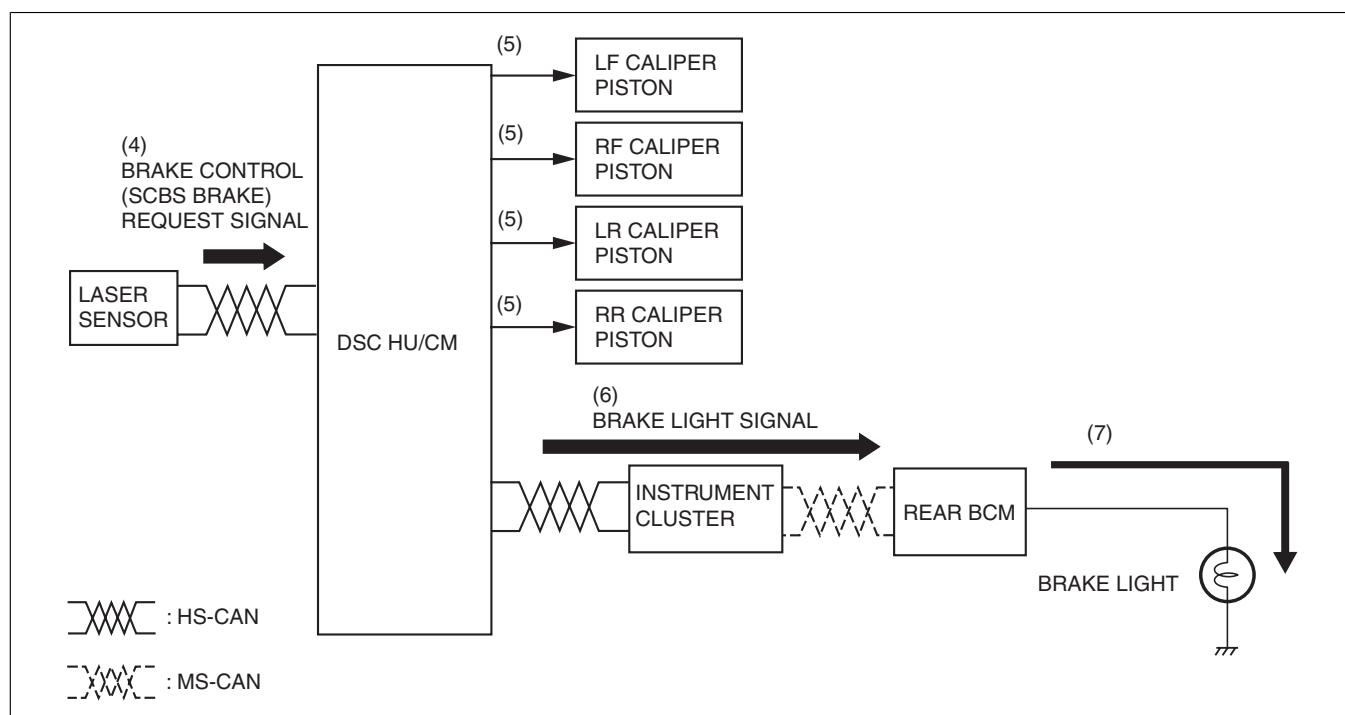 (5)
LF CALIPER
PISTON
(4)
BRAKE CONTROL
(SCBS BRAKE)
REQUEST SIGNAL
(5)
RF CALIPER
PISTON
(5)
LR CALIPER
PISTON
LASER
SENSOR
DSC HU/CM
(5)
RR CALIPER
PISTON
(6)
BRAKE LIGHT SIGNAL
(7)
INSTRUMENT
CLUSTER
REAR BCM
BRAKE LIGHT
: HS-CAN
: MS-CAN